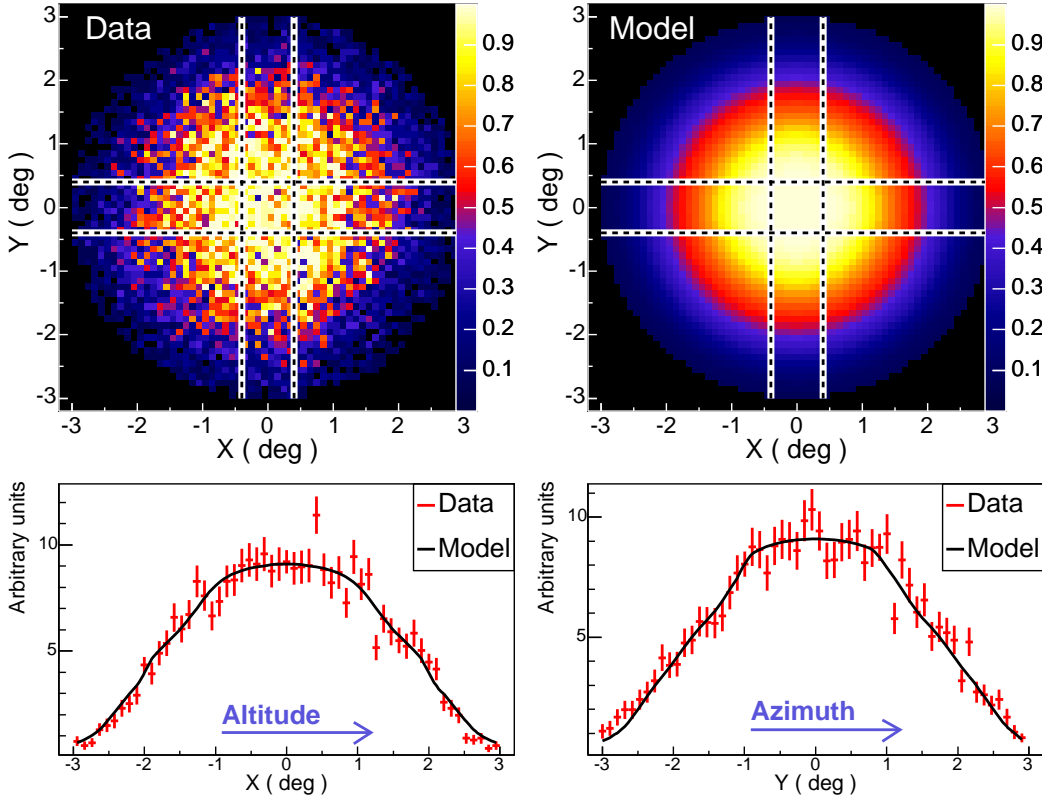 Data
Y ( deg )
3
2
1
0
-1
-2
-3
-3 -2 -1 0 1 2 3
X ( deg )
0.9
0.8
0.7
0.6
0.5
0.4
0.3
0.2
0.1
Model
Y ( deg )
3
2
1
0
-1
-2
-3
-3 -2 -1 0 1 2 3
X ( deg )
0.9
0.8
0.7
0.6
0.5
0.4
0.3
0.2
0.1
Arbitrary units
10
5
Data
Model
Altitude
-3 -2 -1 0 1 2 3
X ( deg )
Arbitrary units
10
5
Data
Model
Azimuth
-3 -2 -1 0 1 2 3
Y ( deg )